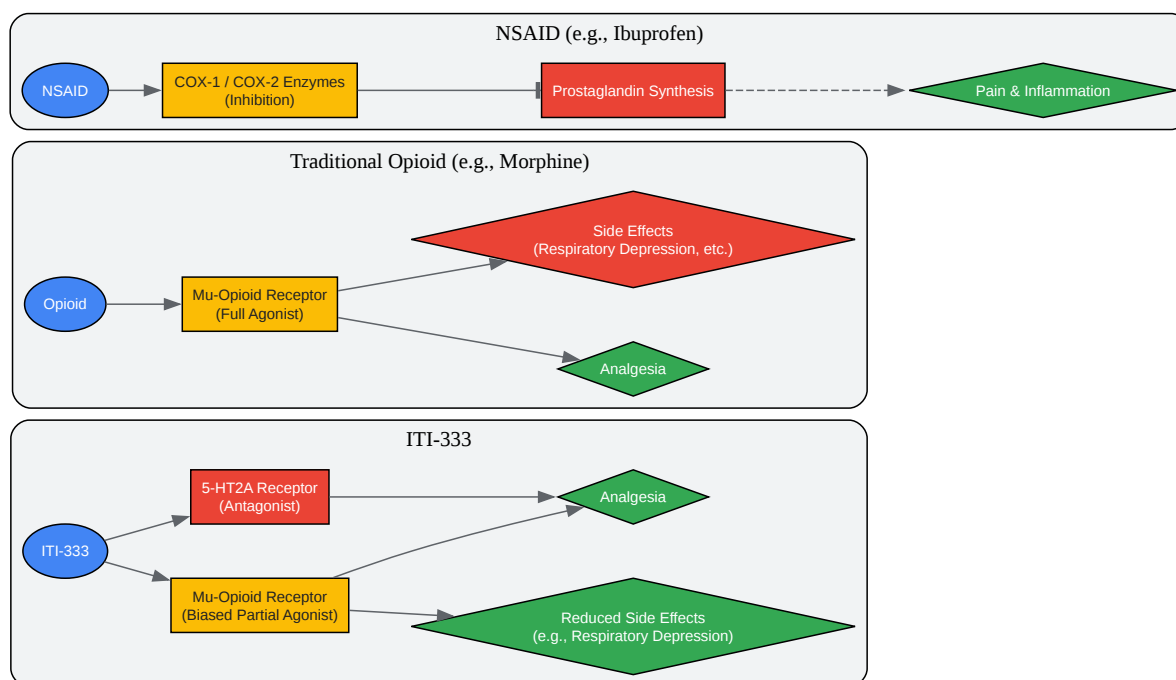 NSAID (e.g., Ibuprofen)
NSAID
COX-1 / COX-2 Enzymes
(Inhibition)
Prostaglandin Synthesis
Pain & Inflammation
Traditional Opioid (e.g., Morphine)
Opioid
Mu-Opioid Receptor
(Full Agonist)
Side Effects
(Respiratory Depression, etc.)
Analgesia
ITI-333
ITI-333
5-HT2A Receptor
(Antagonist)
Mu-Opioid Receptor
(Biased Partial Agonist)
Analgesia
Reduced Side Effects
(e.g., Respiratory Depression)